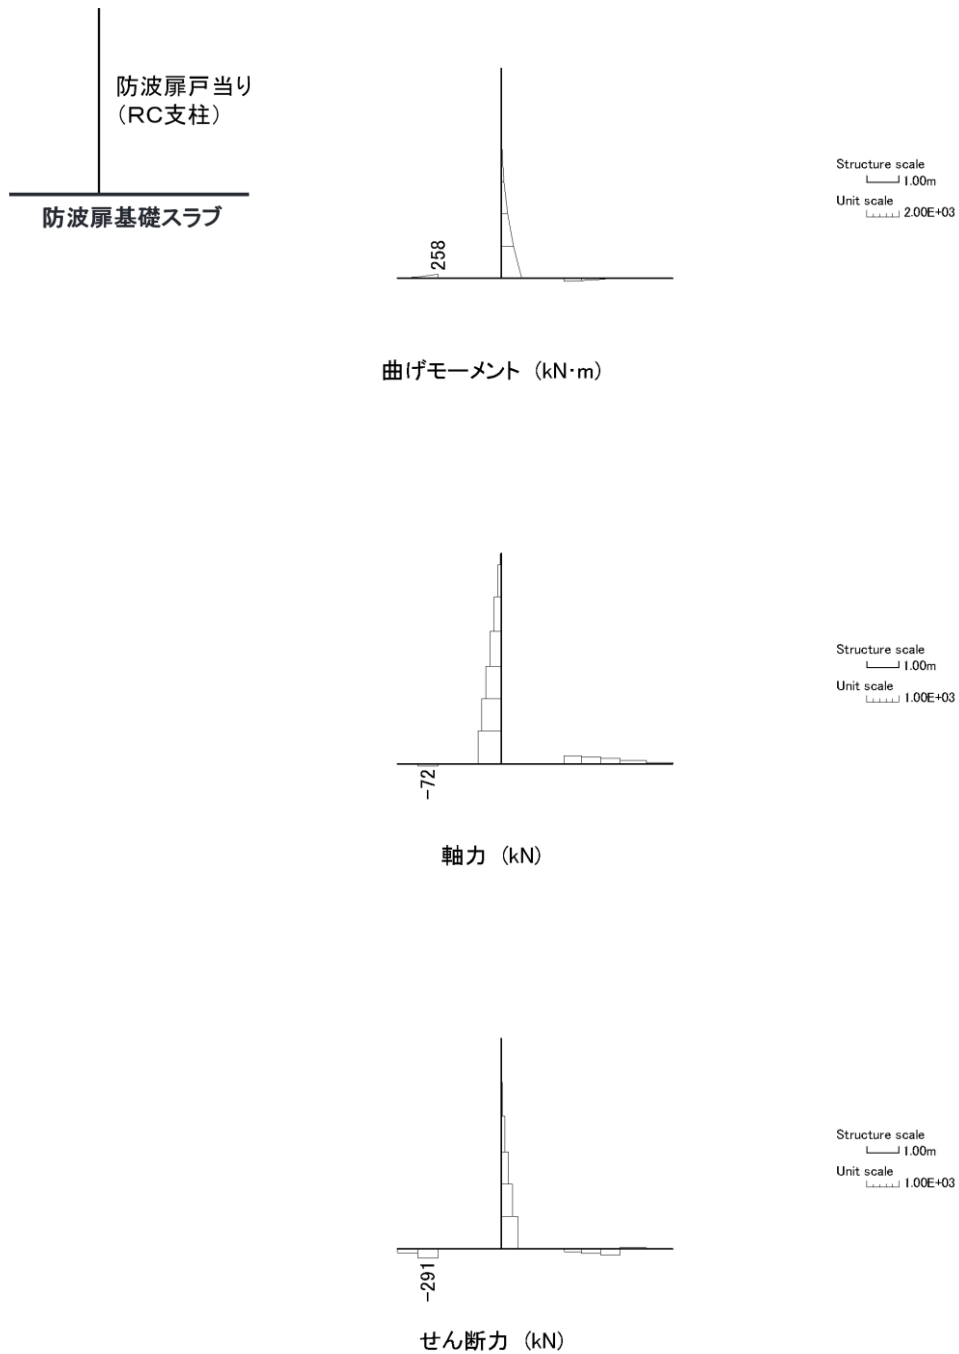 防波扉戸当り
(RC支柱)
防波扉基礎スラブ
258
Structure scale
1.00m
Unit scale
2.00E+03
曲げモーメント (kN･m)
Structure scale
1.00m
Unit scale
1.00E+03
-72
軸力 (kN)
Structure scale
1.00m
Unit scale
1.00E+03
-291
せん断力 (kN)